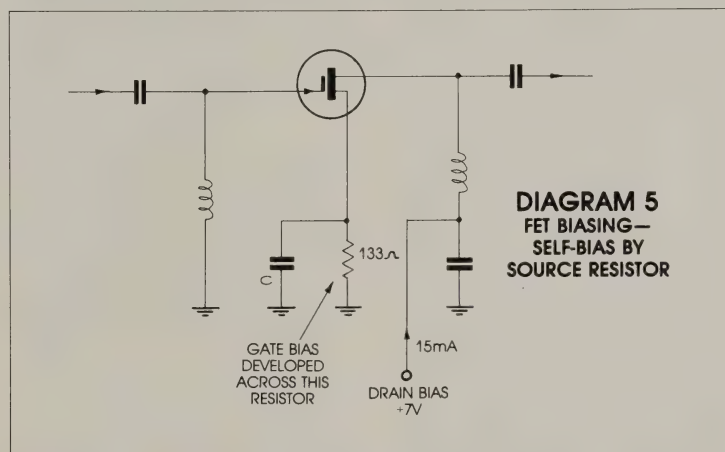 DIAGRAM 5
FET BIASING—
SELF-BIAS BY
SOURCE RESISTOR
133Ω
C
GATE BIAS
DEVELOPED
ACROSS THIS
RESISTOR
15mA
DRAIN BIAS
+7V